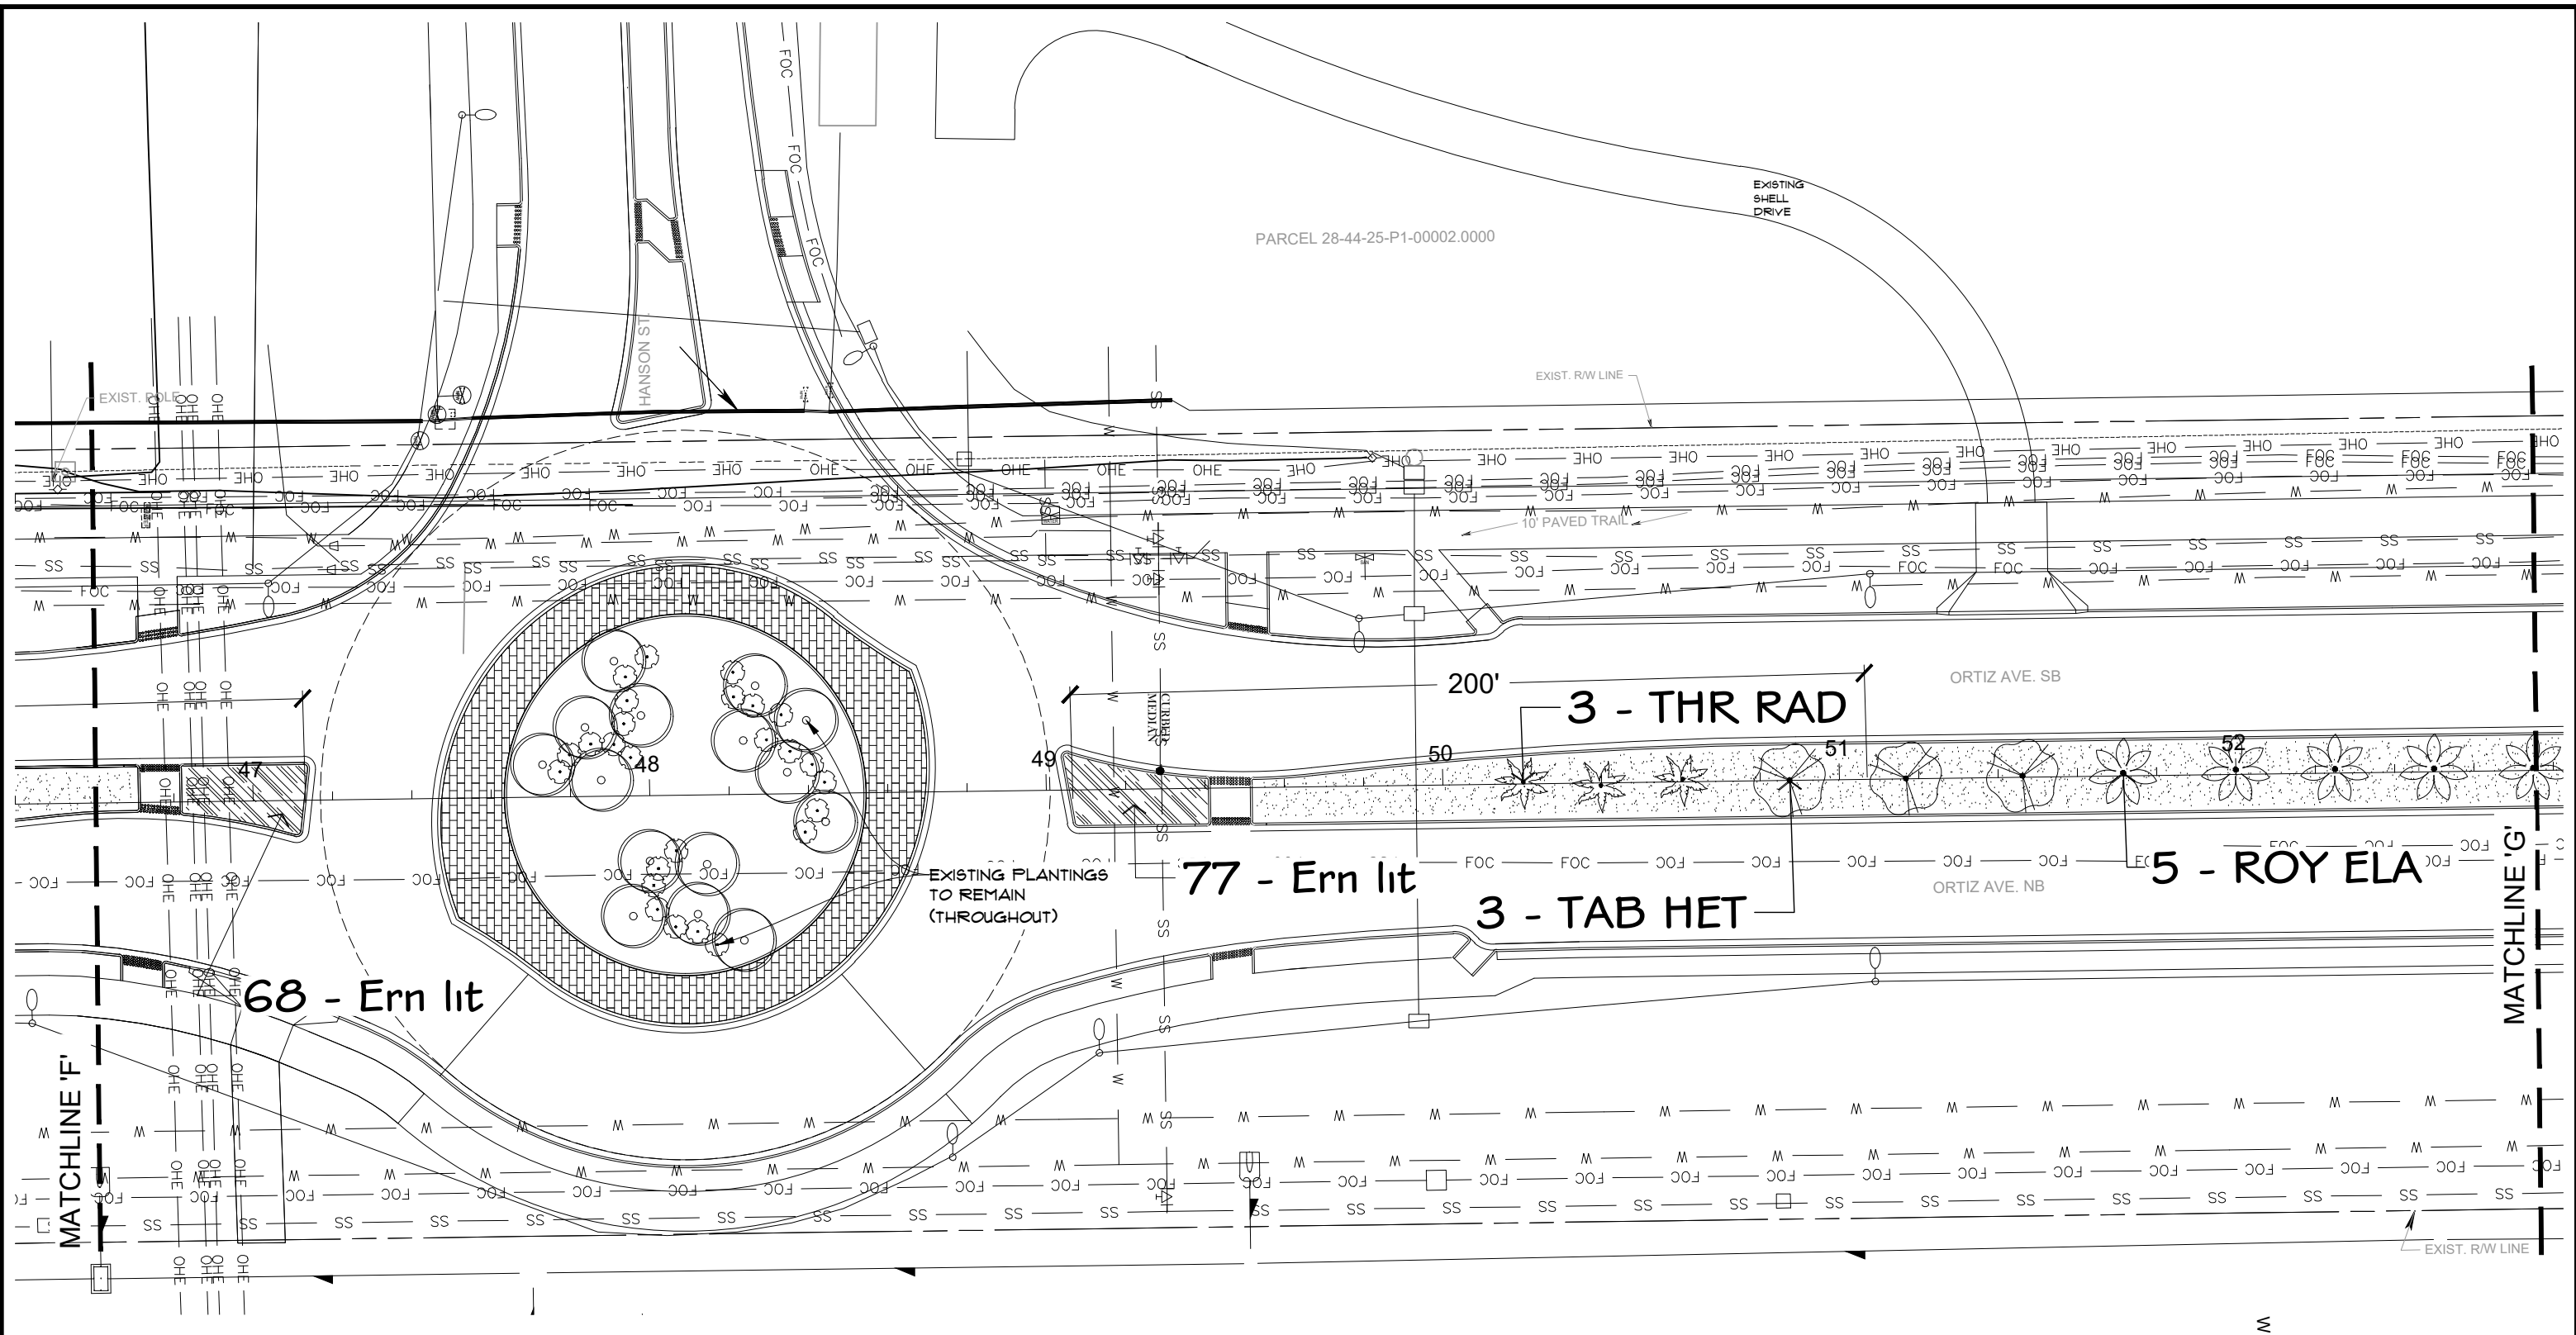 EXISTING
SHELL
DRIVE
PARCEL 28-44-25-P1-00002.0000
HANSON ST.
EXIST. R/W LINE
EXIST. POLE
10' PAVED TRAIL
200'
ORTIZ AVE. SB
3 - THR RAD
CURBED
MEDIAN
47
48
49
50
51
52
EXISTING PLANTINGS
TO REMAIN
(THROUGHOUT)
77 - Ern lit
5 - ROY ELA
ORTIZ AVE. NB
3 - TAB HET
68 - Ern lit
MATCHLINE 'F'
MATCHLINE 'G'
EXIST. R/W LINE
OHE
FOC
W
SS